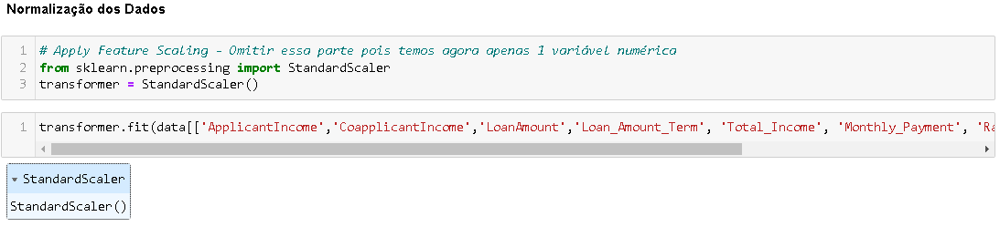 Normalização dos Dados
1 # Apply Feature Scaling - Omitir essa parte pois temos agora apenas 1 variável numérica
2 from sklearn.preprocessing import StandardScaler
3 transformer = StandardScaler()
1 transformer.fit(data[['ApplicantIncome','CoapplicantIncome','LoanAmount','Loan_Amount_Term', 'Total_Income', 'Monthly_Payment', 'Ra
▾ StandardScaler
StandardScaler()